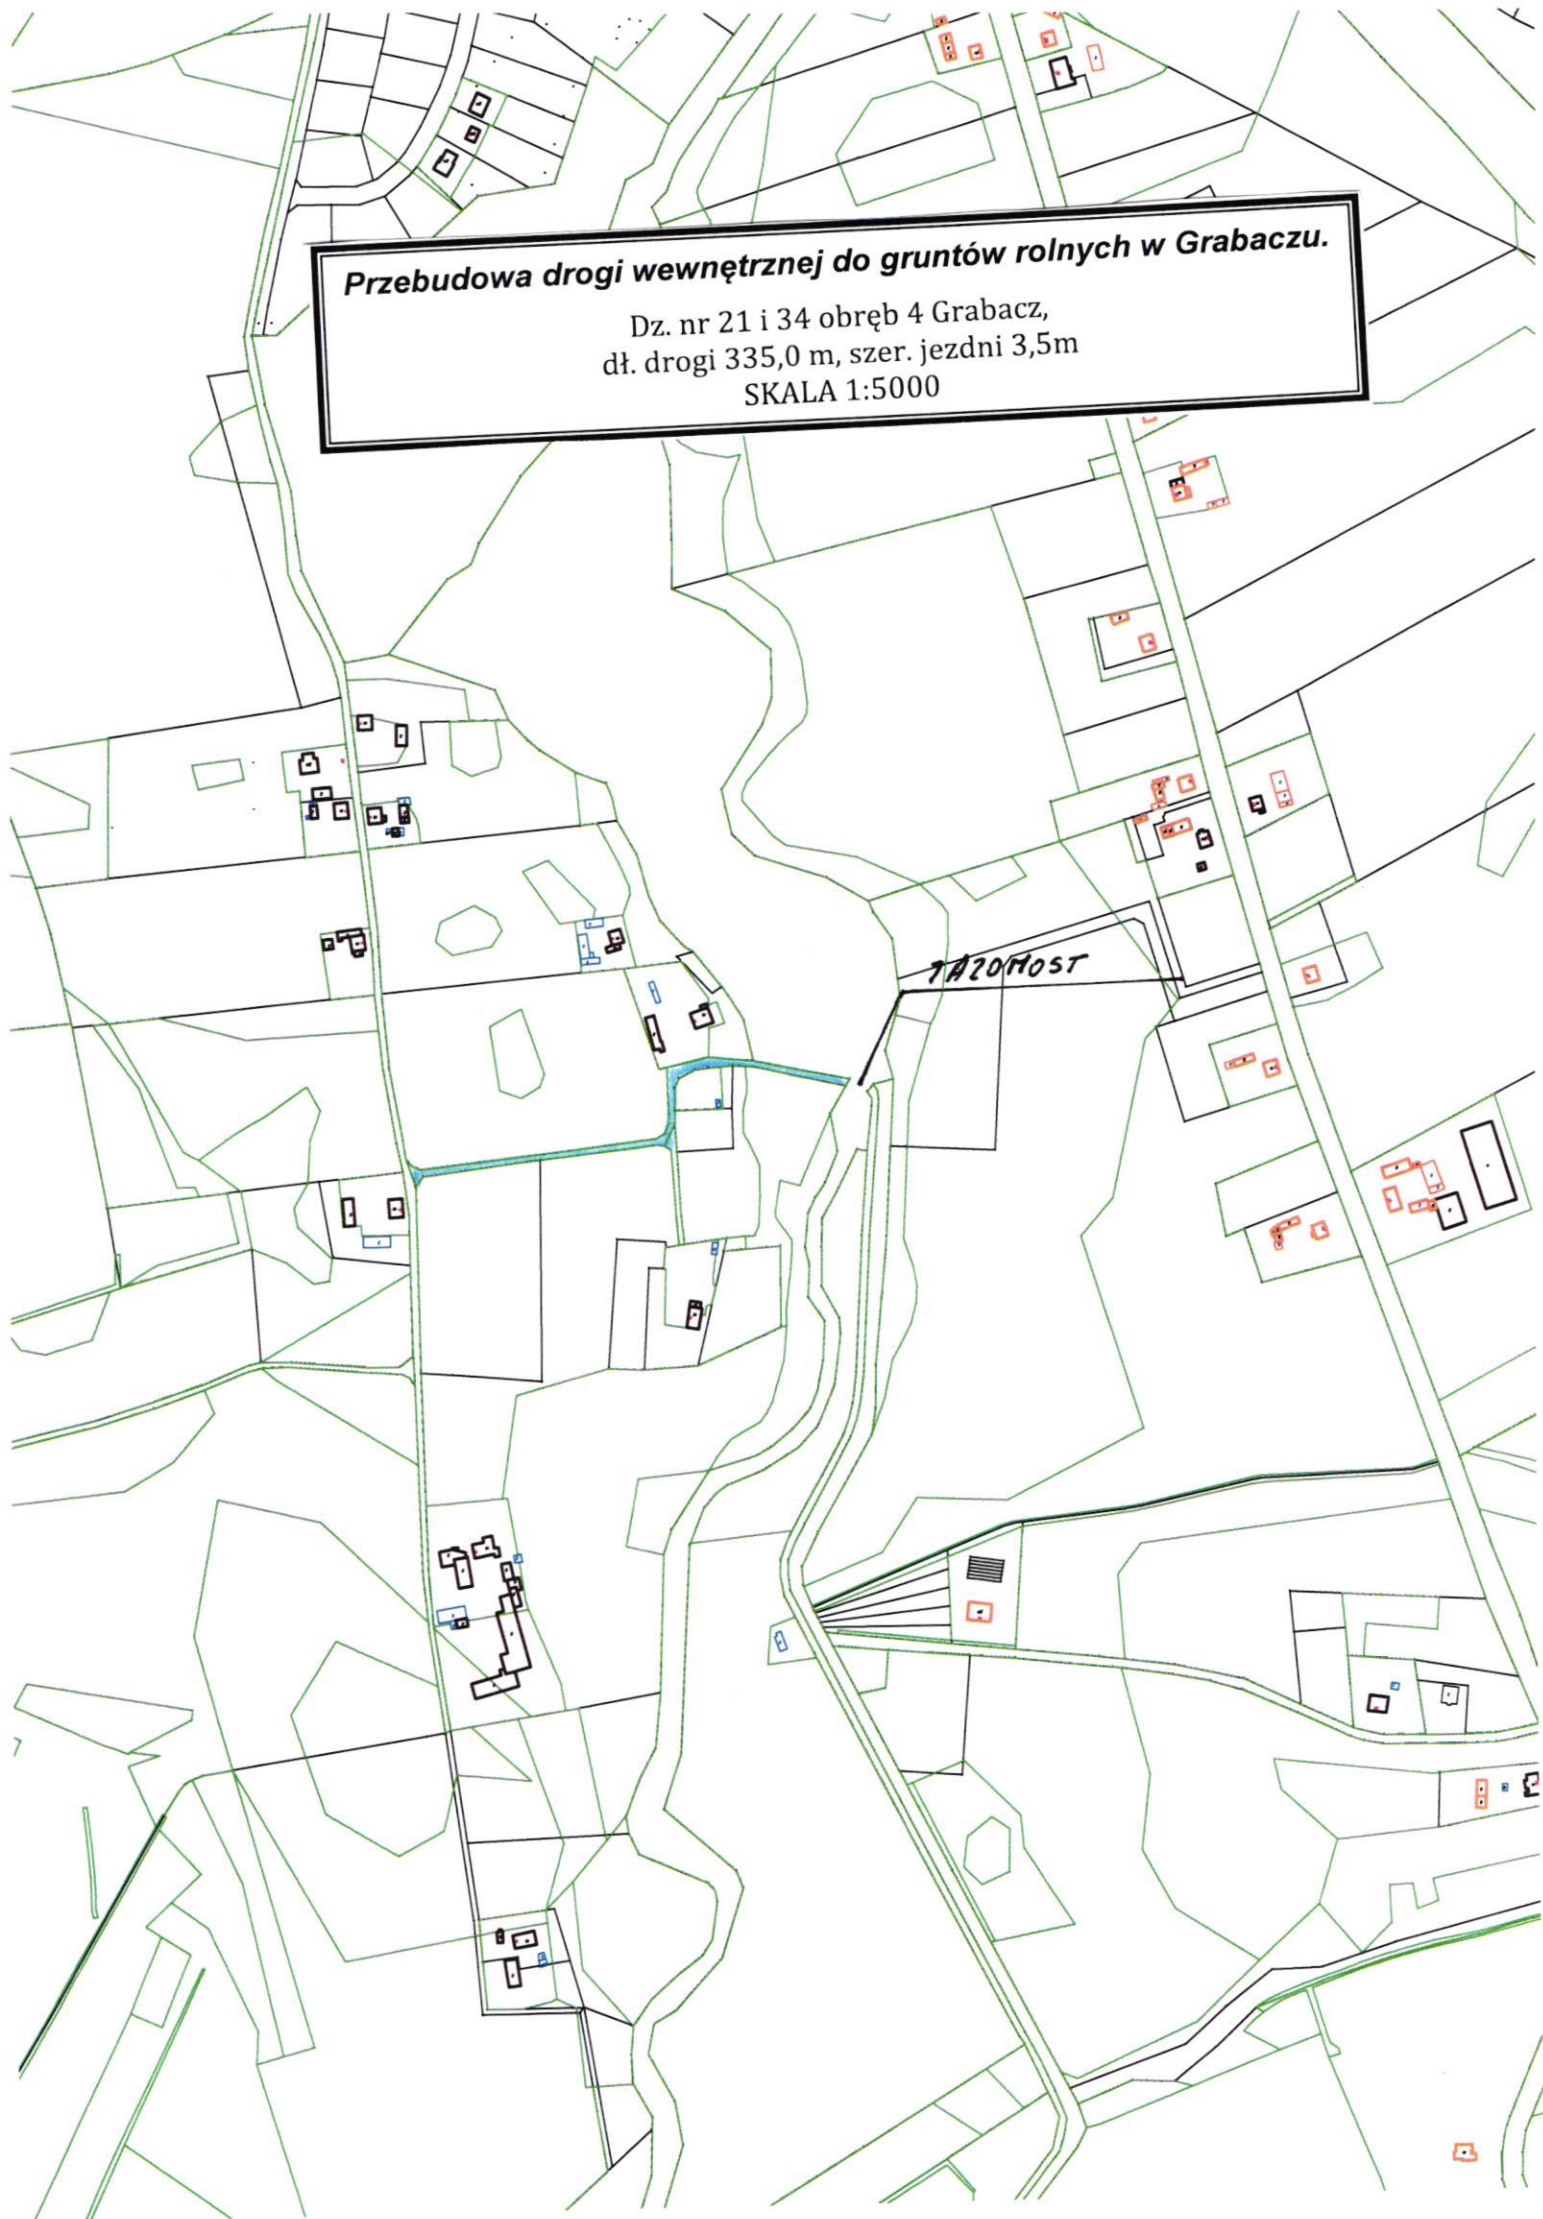 Przebudowa drogi wewnętrznej do gruntów rolnych w Grabaczu.
Dz. nr 21 i 34 obręb 4 Grabacz,
dł. drogi 335,0 m, szer. jezdni 3,5m
SKALA 1:5000
JAZOMOST